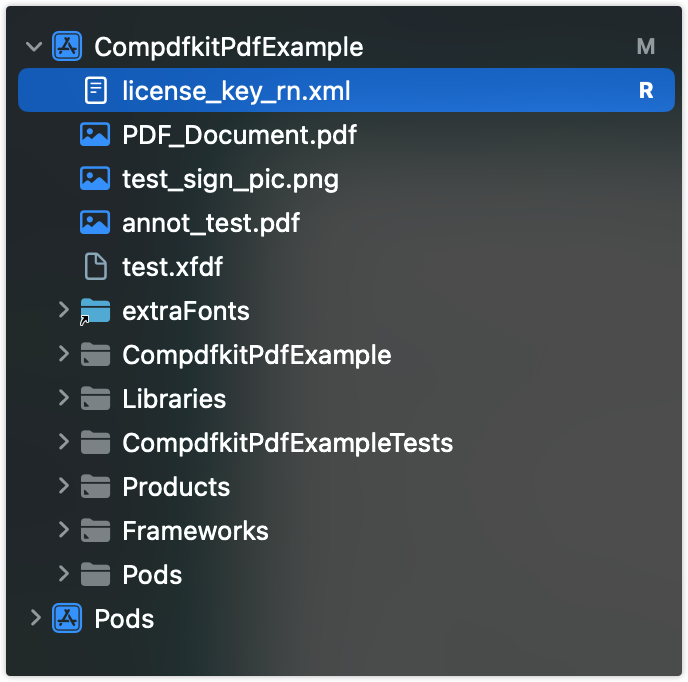 CompdfkitPdfExample M
license_key_rn.xml R
PDF_Document.pdf
test_sign_pic.png
annot_test.pdf
test.xfdf
extraFonts
CompdfkitPdfExample
Libraries
CompdfkitPdfExampleTests
Products
Frameworks
Pods
Pods